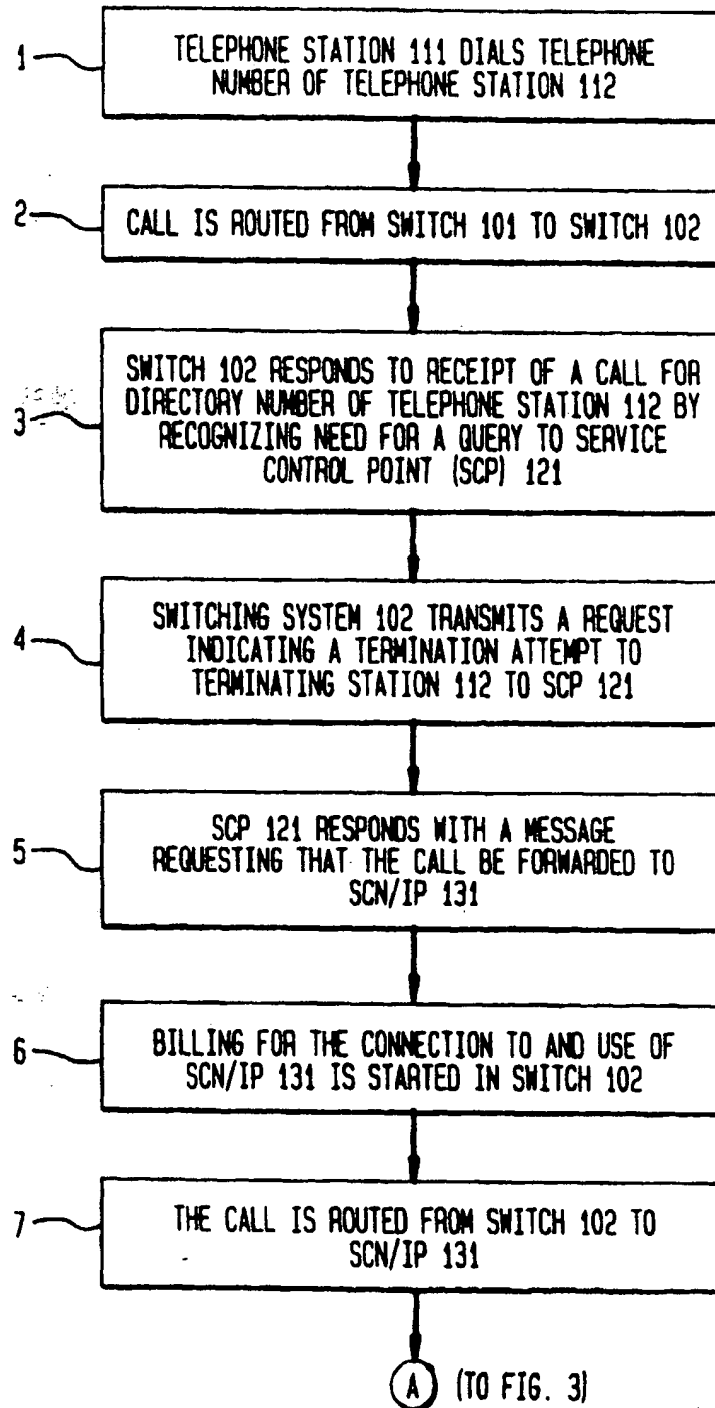 1
TELEPHONE STATION 111 DIALS TELEPHONE
NUMBER OF TELEPHONE STATION 112
2
CALL IS ROUTED FROM SWITCH 101 TO SWITCH 102
3
SWITCH 102 RESPONDS TO RECEIPT OF A CALL FOR
DIRECTORY NUMBER OF TELEPHONE STATION 112 BY
RECOGNIZING NEED FOR A QUERY TO SERVICE
CONTROL POINT (SCP) 121
4
SWITCHING SYSTEM 102 TRANSMITS A REQUEST
INDICATING A TERMINATION ATTEMPT TO
TERMINATING STATION 112 TO SCP 121
5
SCP 121 RESPONDS WITH A MESSAGE
REQUESTING THAT THE CALL BE FORWARDED TO
SCN/IP 131
6
BILLING FOR THE CONNECTION TO AND USE OF
SCN/IP 131 IS STARTED IN SWITCH 102
7
THE CALL IS ROUTED FROM SWITCH 102 TO
SCN/IP 131
A (TO FIG. 3)